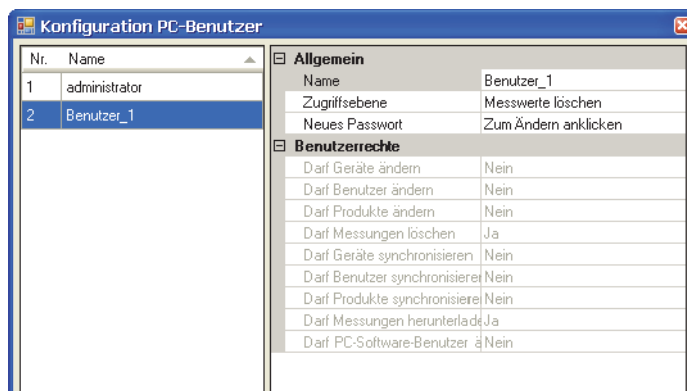 Konfiguration PC-Benutzer
Nr. Name
1 administrator
2 Benutzer_1
Allgemein
Name Benutzer_1
Zugriffsebene Messwerte löschen
Neues Passwort Zum Ändern anklicken
Benutzerrechte
Darf Geräte ändern Nein
Darf Benutzer ändern Nein
Darf Produkte ändern Nein
Darf Messungen löschen Ja
Darf Geräte synchronisieren Nein
Darf Benutzer synchronisieren Nein
Darf Produkte synchronisiere Nein
Darf Messungen herunterlade Ja
Darf PC-Software-Benutzer ä Nein